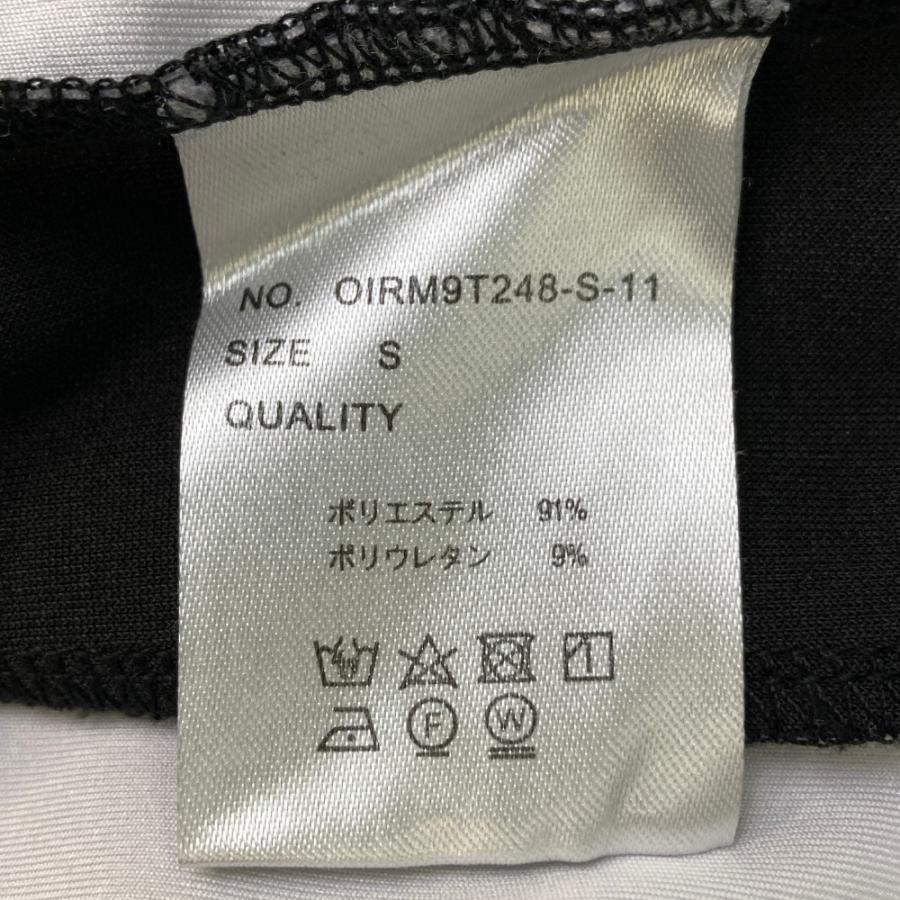 NO. OIRM9T248-S-11
SIZE S
QUALITY
ポリエステル 91%
ポリウレタン 9%
F W